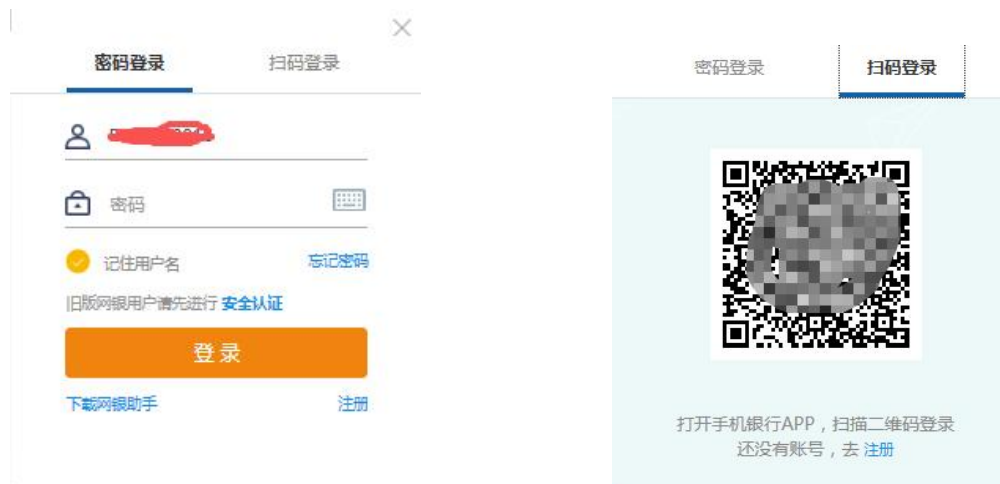 密码登录
扫码登录
密码
记住用户名
忘记密码
旧版网银用户请先进行 安全认证
登 录
下载网银助手
注册
密码登录
扫码登录
打开手机银行APP，扫描二维码登录
还没有账号，去 注册